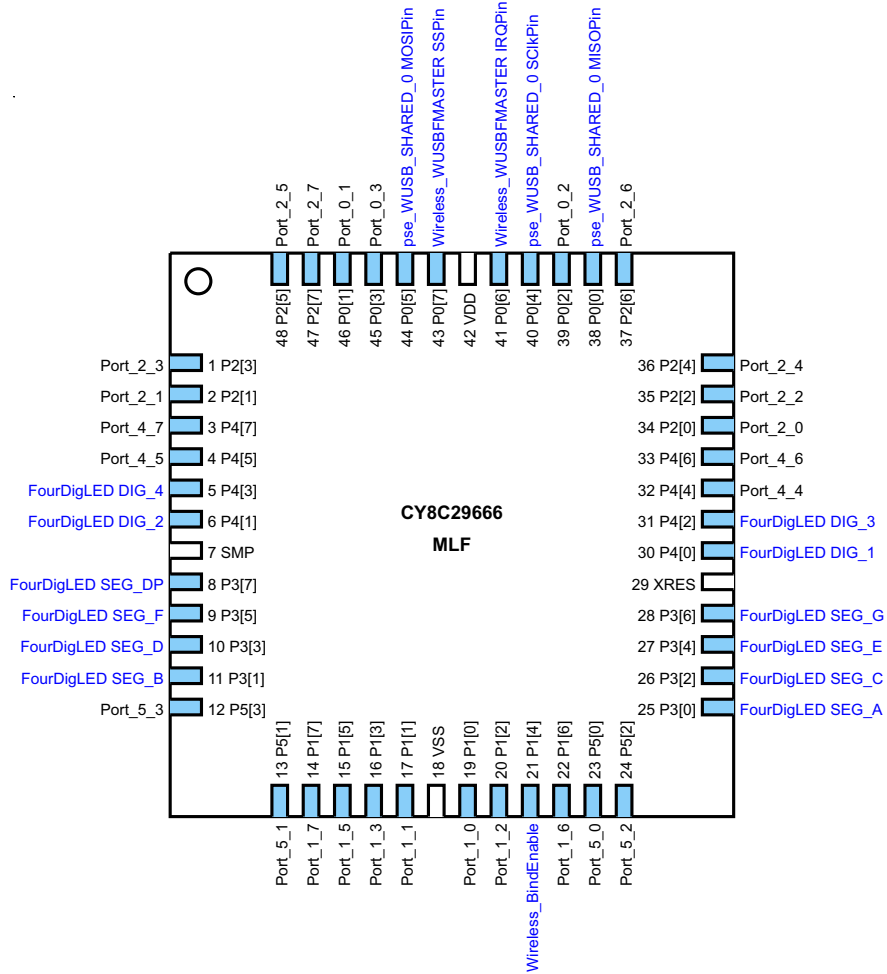 pse_WUSB_SHARED_0 MOSIPin
Wireless_WUSBFMASTER SSPin
Wireless_WUSBFMASTER IRQPin
pse_WUSB_SHARED_0 SClkPin
pse_WUSB_SHARED_0 MISOPin
Port_2_5
Port_2_7
Port_0_1
Port_0_3
Port_0_2
Port_2_6
48 P2[5]
47 P2[7]
46 P0[1]
45 P0[3]
44 P0[5]
43 P0[7]
42 VDD
41 P0[6]
40 P0[4]
39 P0[2]
38 P0[0]
37 P2[6]
Port_2_3 1 P2[3]
Port_2_1 2 P2[1]
Port_4_7 3 P4[7]
Port_4_5 4 P4[5]
FourDigLED DIG_4 5 P4[3]
FourDigLED DIG_2 6 P4[1]
7 SMP
FourDigLED SEG_DP 8 P3[7]
FourDigLED SEG_F 9 P3[5]
FourDigLED SEG_D 10 P3[3]
FourDigLED SEG_B 11 P3[1]
Port_5_3 12 P5[3]
CY8C29666
MLF
36 P2[4] Port_2_4
35 P2[2] Port_2_2
34 P2[0] Port_2_0
33 P4[6] Port_4_6
32 P4[4] Port_4_4
31 P4[2] FourDigLED DIG_3
30 P4[0] FourDigLED DIG_1
29 XRES
28 P3[6] FourDigLED SEG_G
27 P3[4] FourDigLED SEG_E
26 P3[2] FourDigLED SEG_C
25 P3[0] FourDigLED SEG_A
13 P5[1]
14 P1[7]
15 P1[5]
16 P1[3]
17 P1[1]
18 VSS
19 P1[0]
20 P1[2]
21 P1[4]
22 P1[6]
23 P5[0]
24 P5[2]
Port_5_1
Port_1_7
Port_1_5
Port_1_3
Port_1_1
Port_1_0
Port_1_2
Wireless_BindEnable
Port_1_6
Port_5_0
Port_5_2